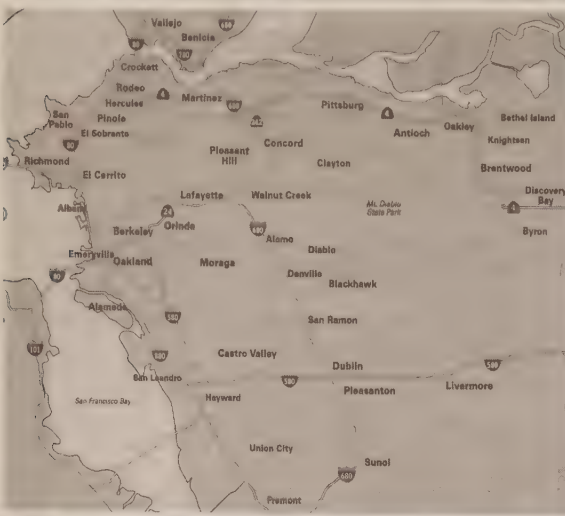 Vallejo
680
Benicia
80
780
Crockett
Rodeo
4
Martinez
680
Hercules
San
Pablo
Pinole
El Sobrante
80
Richmond
El Cerrito
242
Pittsburg
4
Antioch
Oakley
Bethel Island
Knightsen
Concord
Pleasant
Hill
Clayton
Brentwood
Discovery
Bay
4
Byron
Albany
Lafayette
Walnut Creek
Mt. Diablo
State Park
24
Orinda
Berkeley
680
Alamo
Diablo
Emeryville
Oakland
80
Moraga
Danville
Blackhawk
Alameda
580
San Ramon
101
880
Castro Valley
Dublin
580
San Leandro
580
Pleasanton
Livermore
San Francisco Bay
Hayward
Union City
Sunol
680
Fremont